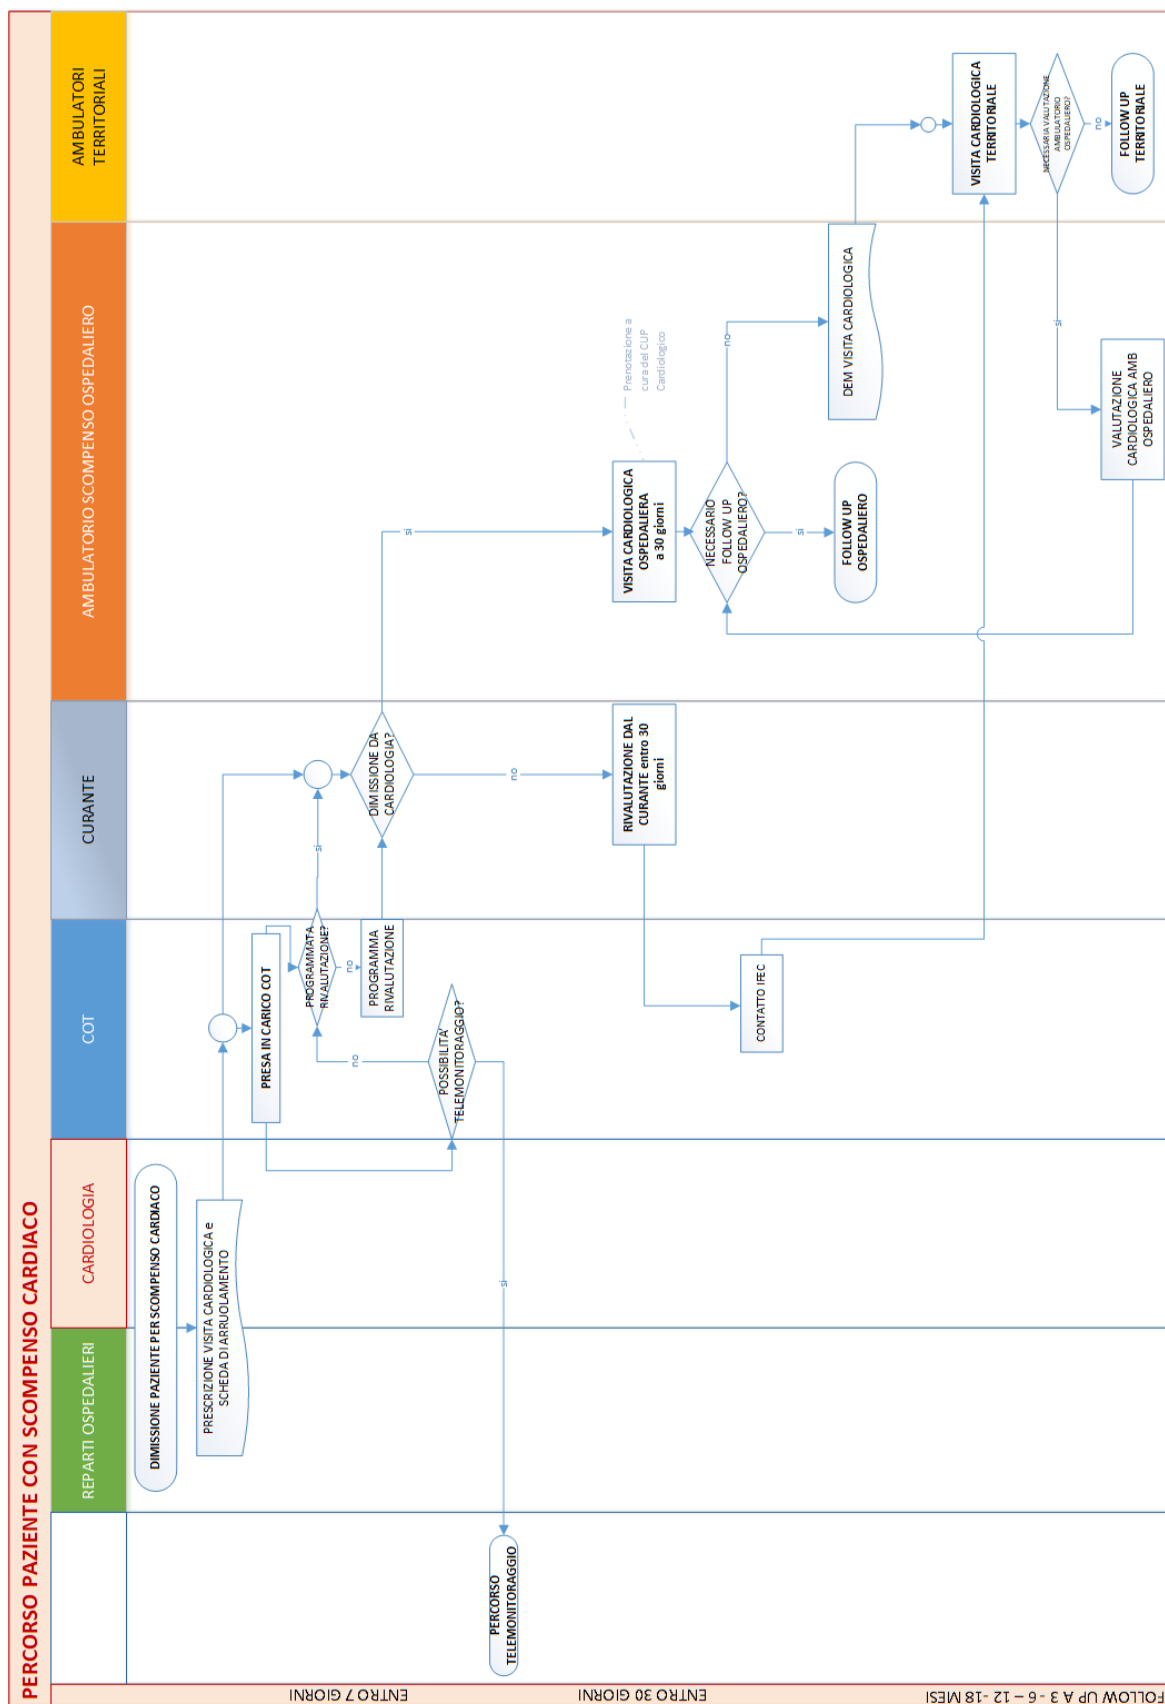 PERCORSO PAZIENTE CON SCOMPENSO CARDIACO
REPARTI OSPEDALIERI
CARDIOLOGIA
COT
CURANTE
AMBULATORIO SCOMPENSO OSPEDALIERO
AMBULATORI
TERRITORIALI
ENTRO 7 GIORNI
ENTRO 30 GIORNI
FOLLOW UP A 3 - 6 – 12 - 18 MESI
DIMISSIONE PAZIENTE PER SCOMPENSO CARDIACO
PRESCRIZIONE VISITA CARDIOLOGICA e
SCHEDA DI ARRUOLAMENTO
PRESA IN CARICO COT
PROGRAMMATA
RIVALUTAZIONE?
si
no
PROGRAMMA
RIVALUTAZIONE
DIMISSIONE DA
CARDIOLOGIA?
si
no
POSSIBILITA'
TELEMONITORAGGIO?
no
si
PERCORSO
TELEMONITORAGGIO
VISITA CARDIOLOGICA
OSPEDALIERA
a 30 giorni
Prenotazione a
cura del CUP
Cardiologico
RIVALUTAZIONE DAL
CURANTE entro 30
giorni
NECESSARIO
FOLLOW UP
OSPEDALIERO?
no
si
CONTATTO IFEC
FOLLOW UP
OSPEDALIERO
DEM VISITA CARDIOLOGICA
VISITA CARDIOLOGICA
TERRITORIALE
NECESSARIA VALUTAZIONE
AMBULATORIO
OSPEDALIERO?
si
no
VALUTAZIONE
CARDIOLOGICA AMB
OSPEDALIERO
FOLLOW UP
TERRITORIALE